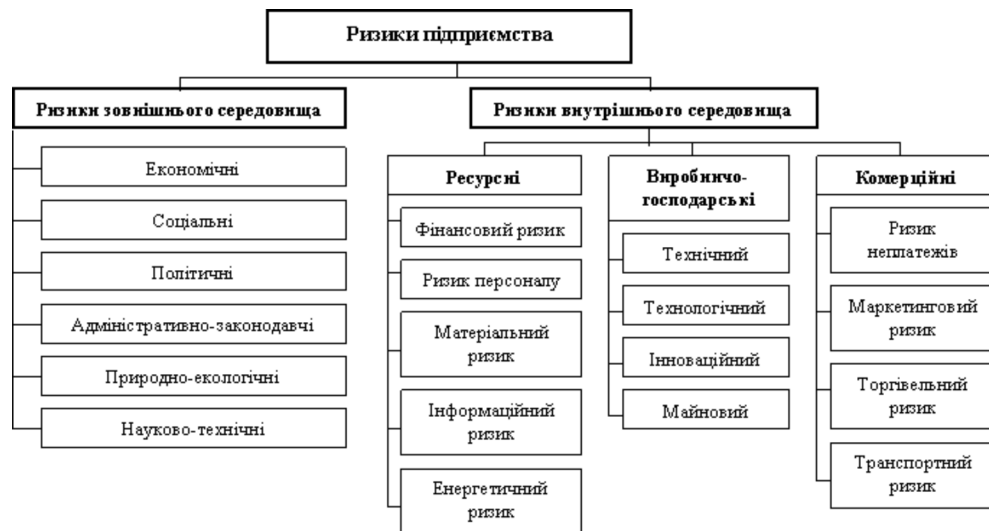 Ризики підприємства
Ризики зовнішнього середовища
Економічні
Соціальні
Політичні
Адміністративно-законодавчі
Природно-екологічні
Науково-технічні
Ризики внутрішнього середовища
Ресурсні
Фінансовий ризик
Ризик персоналу
Матеріальний
ризик
Інформаційний
ризик
Енергетичний
ризик
Виробничо-
господарські
Технічний
Технологічний
Інноваційний
Майновий
Комерційні
Ризик
неплатежів
Маркетинговий
ризик
Торгівельний
ризик
Транспортний
ризик